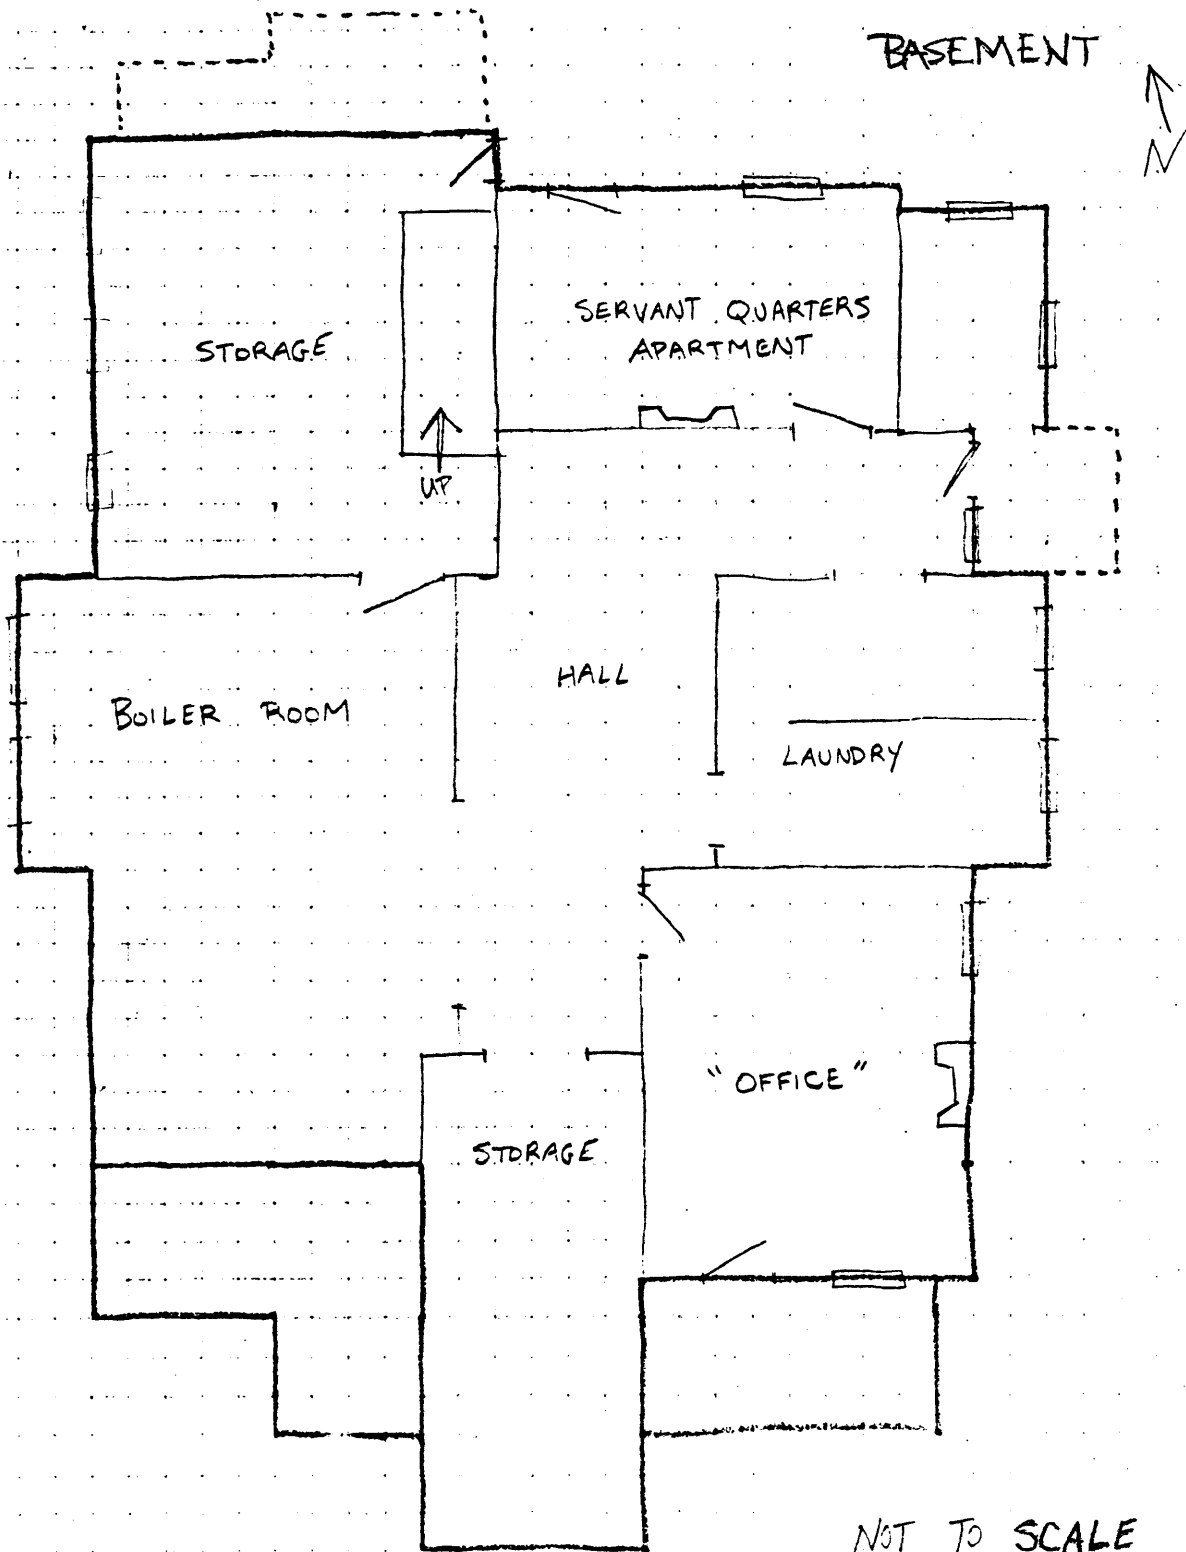 BASEMENT
N
SERVANT QUARTERS
APARTMENT
STORAGE
UP
HALL
BOILER ROOM
LAUNDRY
"OFFICE"
STORAGE
NOT TO SCALE